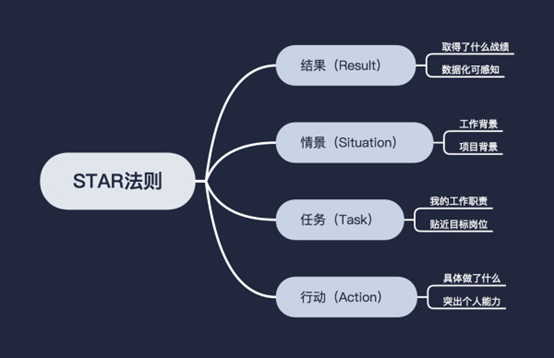 STAR法则
结果（Result）
取得了什么战绩
数据化可感知
情景（Situation）
工作背景
项目背景
任务（Task）
我的工作职责
贴近目标岗位
行动（Action）
具体做了什么
突出个人能力